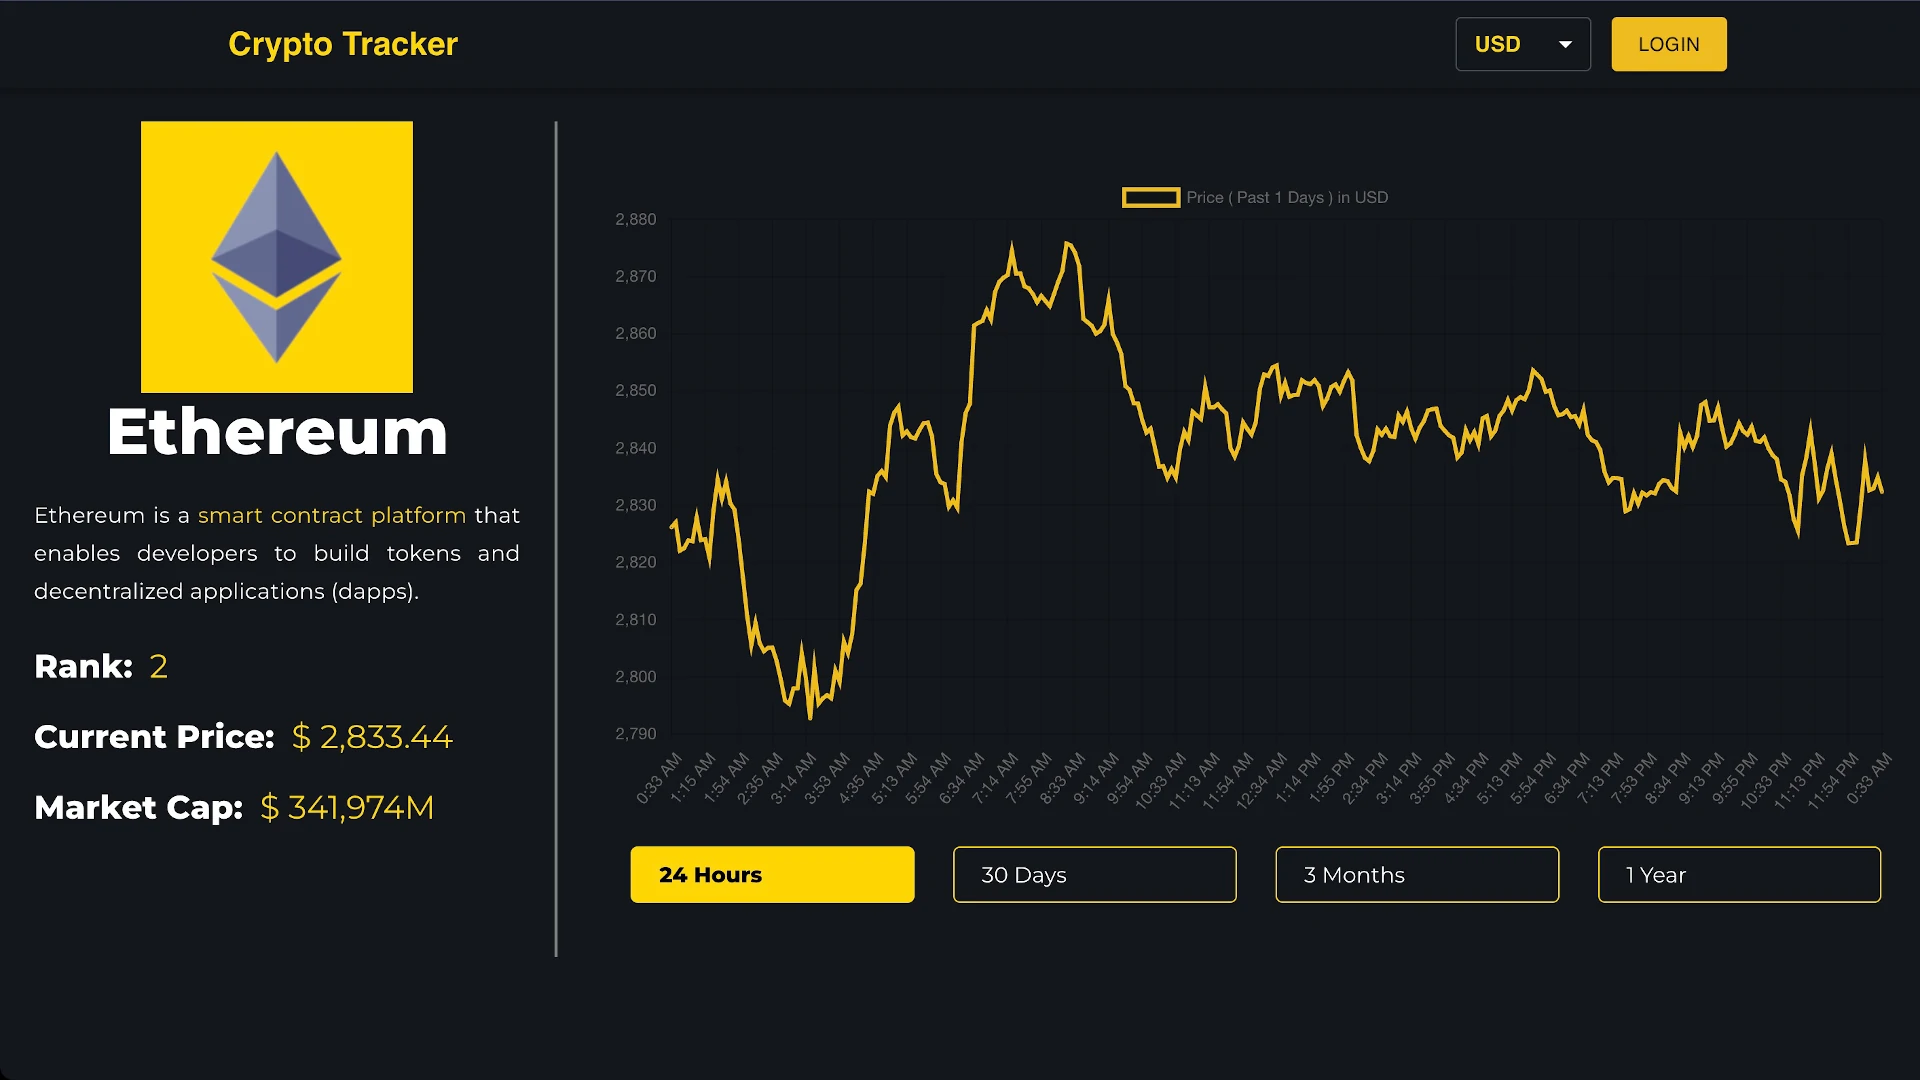 Crypto Tracker
USD
LOGIN
Ethereum
Ethereum is a smart contract platform that
enables developers to build tokens and
decentralized applications (dapps).
Rank: 2
Current Price: $ 2,833.44
Market Cap: $ 341,974M
Price ( Past 1 Days ) in USD
2,880
2,870
2,860
2,850
2,840
2,830
2,820
2,810
2,800
2,790
0:33 AM
1:15 AM
1:54 AM
2:35 AM
3:14 AM
3:53 AM
4:35 AM
5:13 AM
5:54 AM
6:34 AM
7:14 AM
7:55 AM
8:33 AM
9:14 AM
9:54 AM
10:33 AM
11:13 AM
11:54 AM
12:34 AM
1:14 PM
1:55 PM
2:34 PM
3:14 PM
3:55 PM
4:34 PM
5:13 PM
5:54 PM
6:34 PM
7:13 PM
7:53 PM
8:34 PM
9:13 PM
9:55 PM
10:33 PM
11:13 PM
11:54 PM
0:33 AM
24 Hours
30 Days
3 Months
1 Year